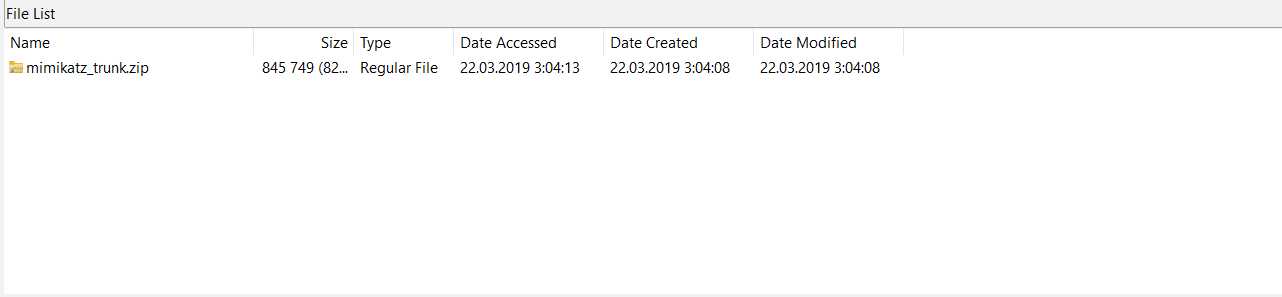 File List
Name Size Type Date Accessed Date Created Date Modified
mimikatz_trunk.zip 845 749 (82... Regular File 22.03.2019 3:04:13 22.03.2019 3:04:08 22.03.2019 3:04:08